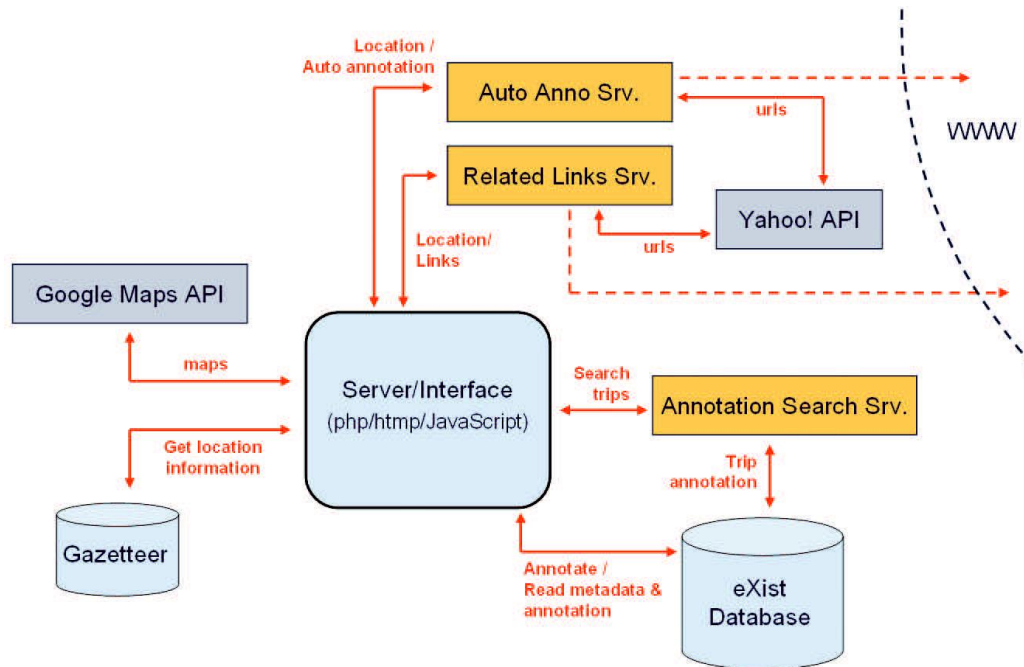 Location /
Auto annotation
Auto Anno Srv.
urls
WWW
Related Links Srv.
Yahoo! API
urls
Location/
Links
Google Maps API
maps
Server/Interface
(php/htmp/JavaScript)
Search
trips
Annotation Search Srv.
Get location
information
Trip
annotation
Gazetteer
Annotate /
Read metadata &
annotation
eXist
Database